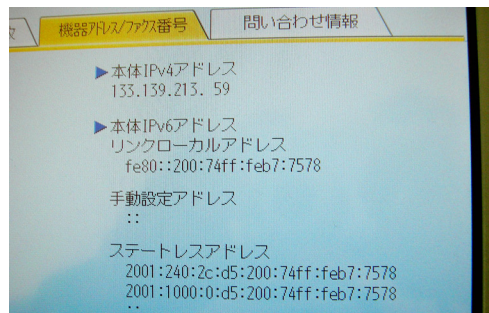 機器アドレス/ファクス番号
問い合わせ情報
▶本体IPv4アドレス
133.139.213. 59
▶本体IPv6アドレス
リンクローカルアドレス
fe80::200:74ff:feb7:7578
手動設定アドレス
::
ステートレスアドレス
2001:240:2c:d5:200:74ff:feb7:7578
2001:1000:0:d5:200:74ff:feb7:7578